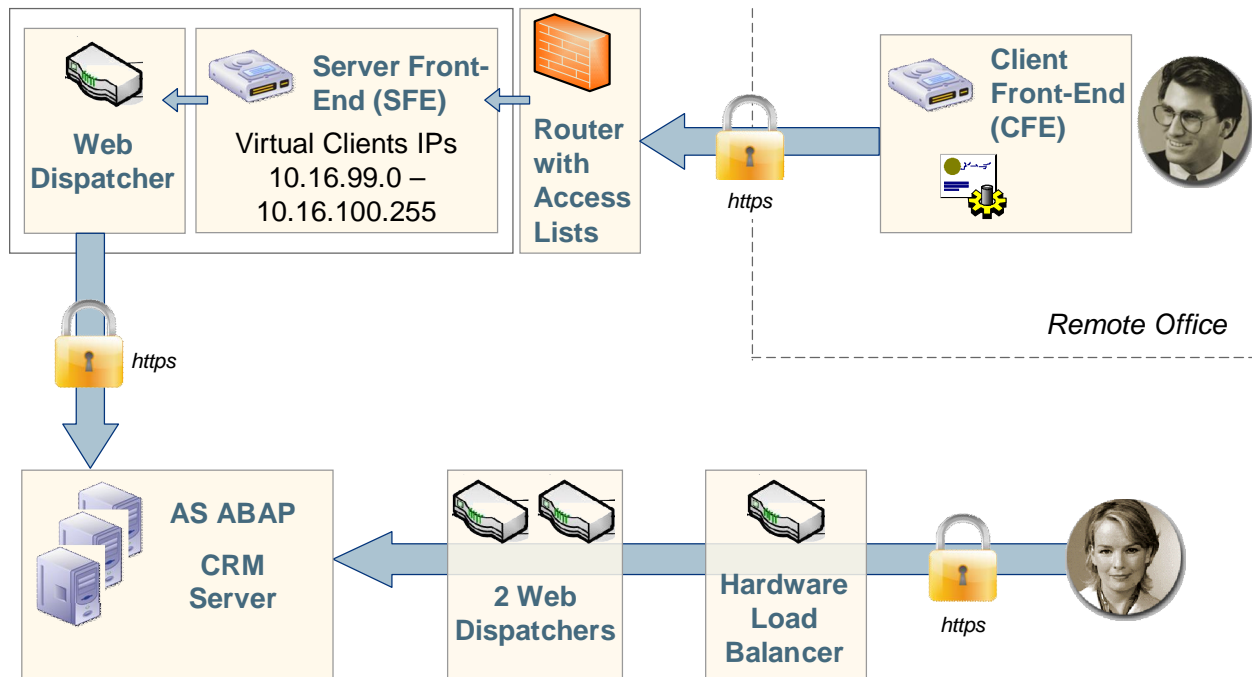 Web
Dispatcher
Server Front-
End (SFE)
Virtual Clients IPs
10.16.99.0 –
10.16.100.255
Router
with
Access
Lists
https
Client
Front-End
(CFE)
Remote Office
https
AS ABAP
CRM
Server
2 Web
Dispatchers
Hardware
Load
Balancer
https